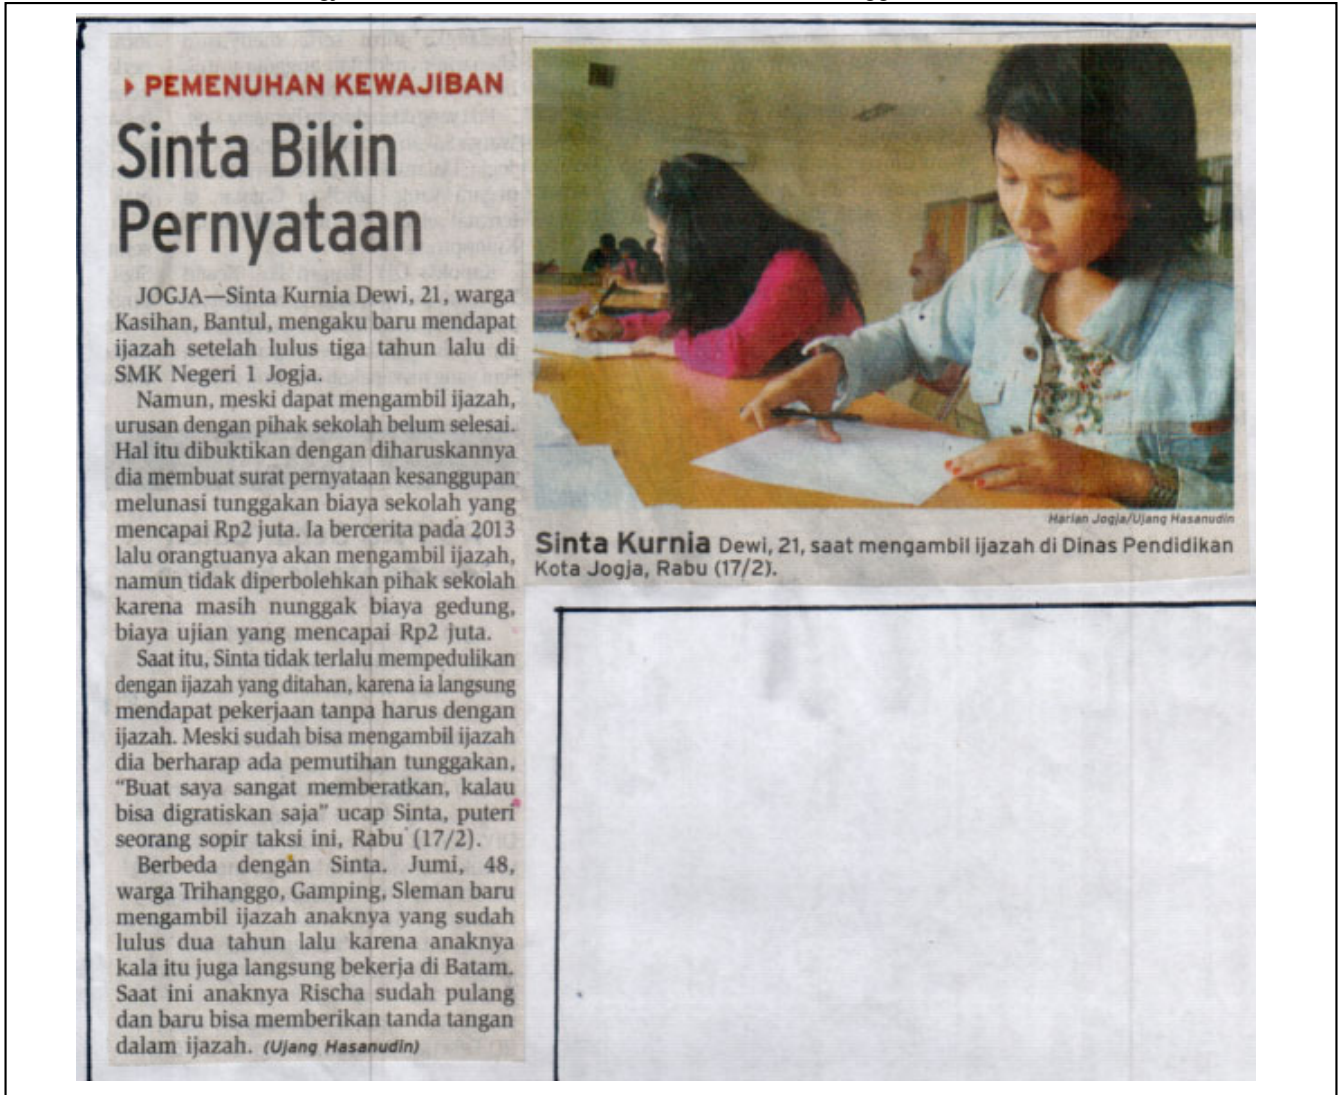 PEMENUHAN KEWAJIBAN
Sinta Bikin
Pernyataan
JOGJA—Sinta Kurnia Dewi, 21, warga
Kasihan, Bantul, mengaku baru mendapat
ijazah setelah lulus tiga tahun lalu di
SMK Negeri 1 Jogja.
Namun, meski dapat mengambil ijazah,
urusan dengan pihak sekolah belum selesai.
Hal itu dibuktikan dengan diharuskannya
dia membuat surat pernyataan kesanggupan
melunasi tunggakan biaya sekolah yang
mencapai Rp2 juta. Ia bercerita pada 2013
lalu orangtuanya akan mengambil ijazah,
namun tidak diperbolehkan pihak sekolah
karena masih nunggak biaya gedung,
biaya ujian yang mencapai Rp2 juta.
Saat itu, Sinta tidak terlalu mempedulikan
dengan ijazah yang ditahan, karena ia langsung
mendapat pekerjaan tanpa harus dengan
ijazah. Meski sudah bisa mengambil ijazah
dia berharap ada pemutihan tunggakan,
“Buat saya sangat memberatkan, kalau
bisa digratiskan saja” ucap Sinta, puteri
seorang sopir taksi ini, Rabu (17/2).
Berbeda dengan Sinta. Jumi, 48,
warga Trihanggo, Gamping, Sleman baru
mengambil ijazah anaknya yang sudah
lulus dua tahun lalu karena anaknya
kala itu juga langsung bekerja di Batam.
Saat ini anaknya Rischa sudah pulang
dan baru bisa memberikan tanda tangan
dalam ijazah. (Ujang Hasanudin)
Harian Jogja/Ujang Hasanudin
Sinta Kurnia Dewi, 21, saat mengambil ijazah di Dinas Pendidikan
Kota Jogja, Rabu (17/2).